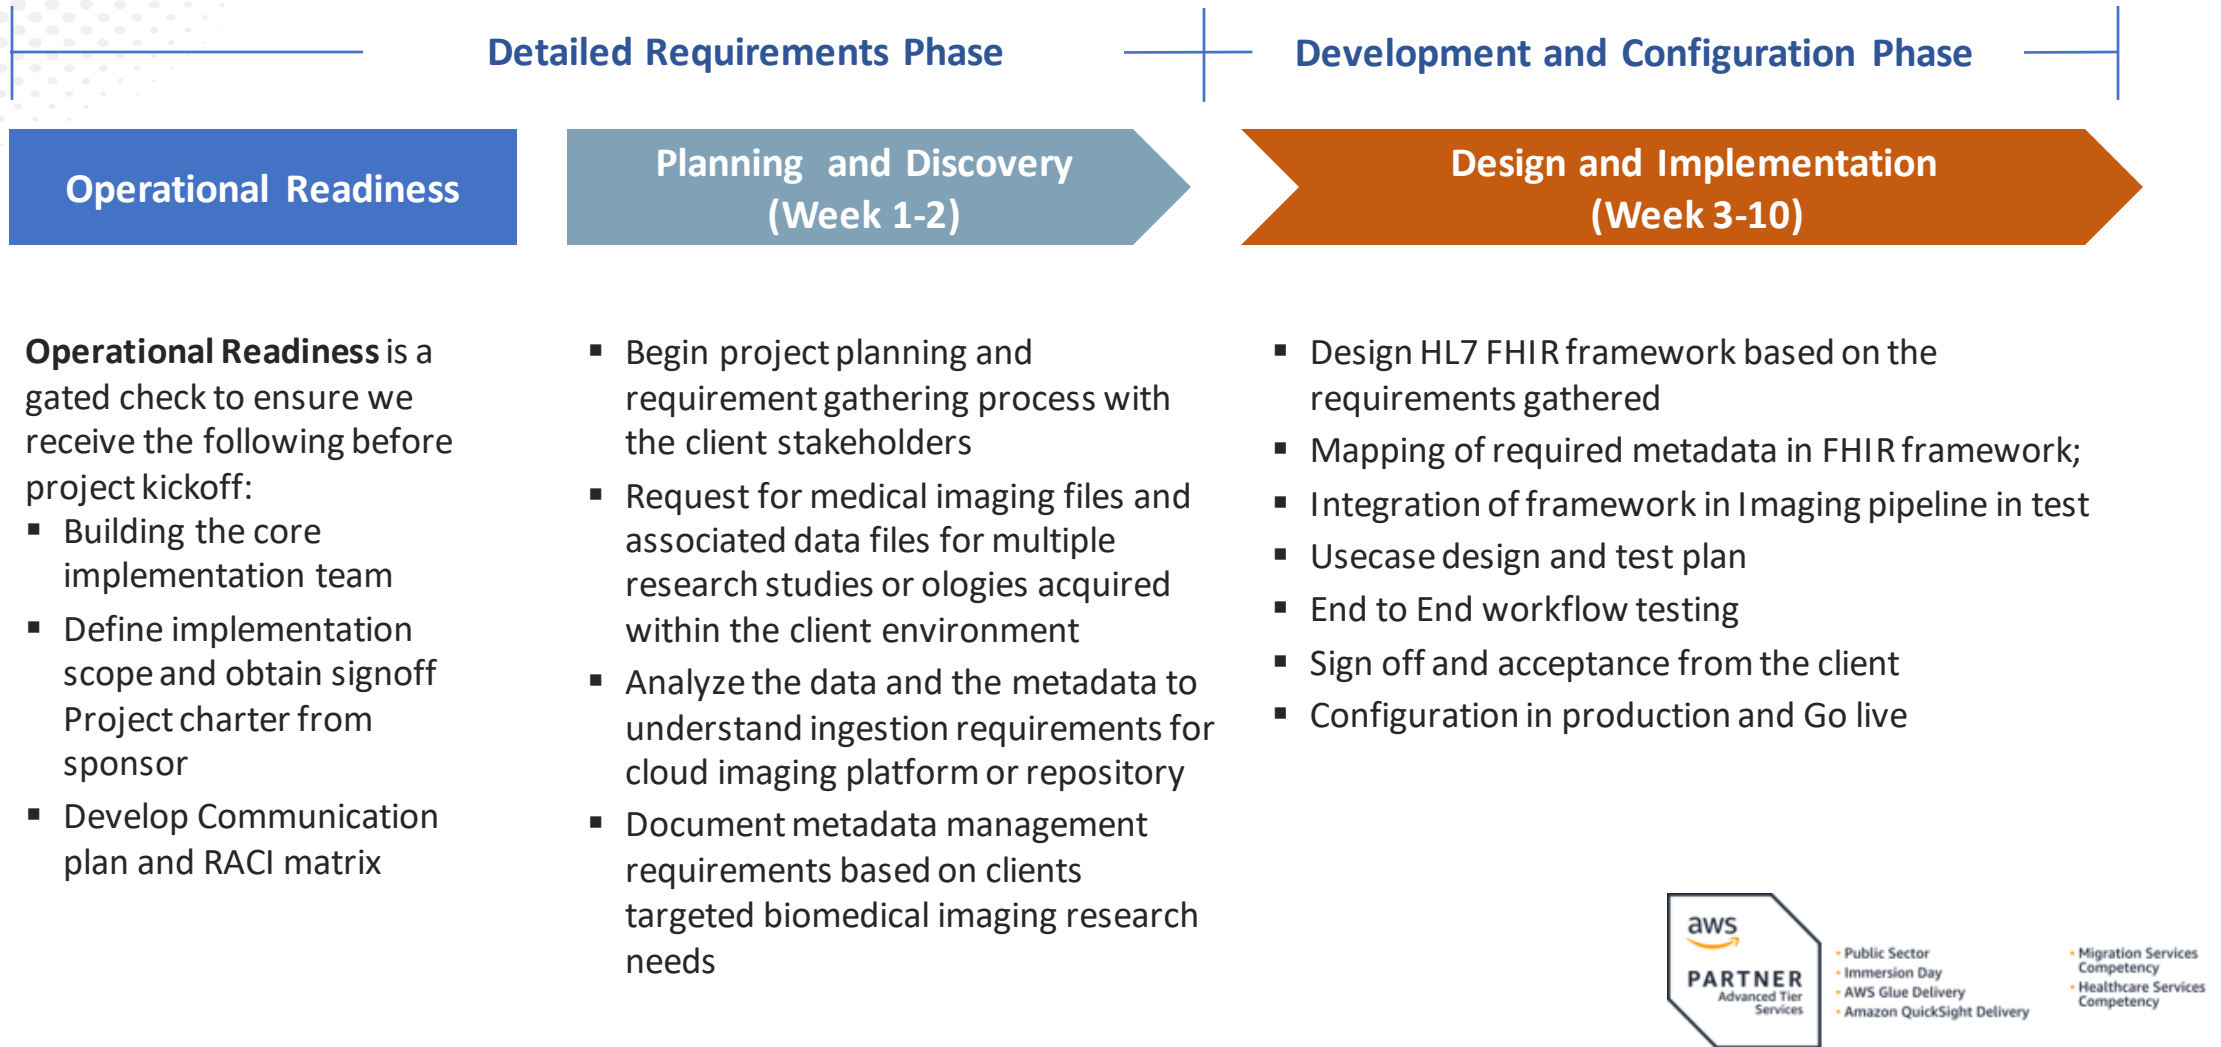 Detailed Requirements Phase
Development and Configuration Phase
Operational Readiness
Planning and Discovery
(Week 1-2)
Design and Implementation
(Week 3-10)
Operational Readiness is a
gated check to ensure we
receive the following before
project kickoff:
▪ Building the core
implementation team
▪ Define implementation
scope and obtain signoff
Project charter from
sponsor
▪ Develop Communication
plan and RACI matrix
▪ Begin project planning and
requirement gathering process with
the client stakeholders
▪ Request for medical imaging files and
associated data files for multiple
research studies or ologies acquired
within the client environment
▪ Analyze the data and the metadata to
understand ingestion requirements for
cloud imaging platform or repository
▪ Document metadata management
requirements based on clients
targeted biomedical imaging research
needs
▪ Design HL7 FHIR framework based on the
requirements gathered
▪ Mapping of required metadata in FHIR framework;
▪ Integration of framework in Imaging pipeline in test
▪ Usecase design and test plan
▪ End to End workflow testing
▪ Sign off and acceptance from the client
▪ Configuration in production and Go live
aws
PARTNER
Advanced Tier
Services
• Public Sector
• Immersion Day
• AWS Glue Delivery
• Amazon QuickSight Delivery
• Migration Services
Competency
• Healthcare Services
Competency